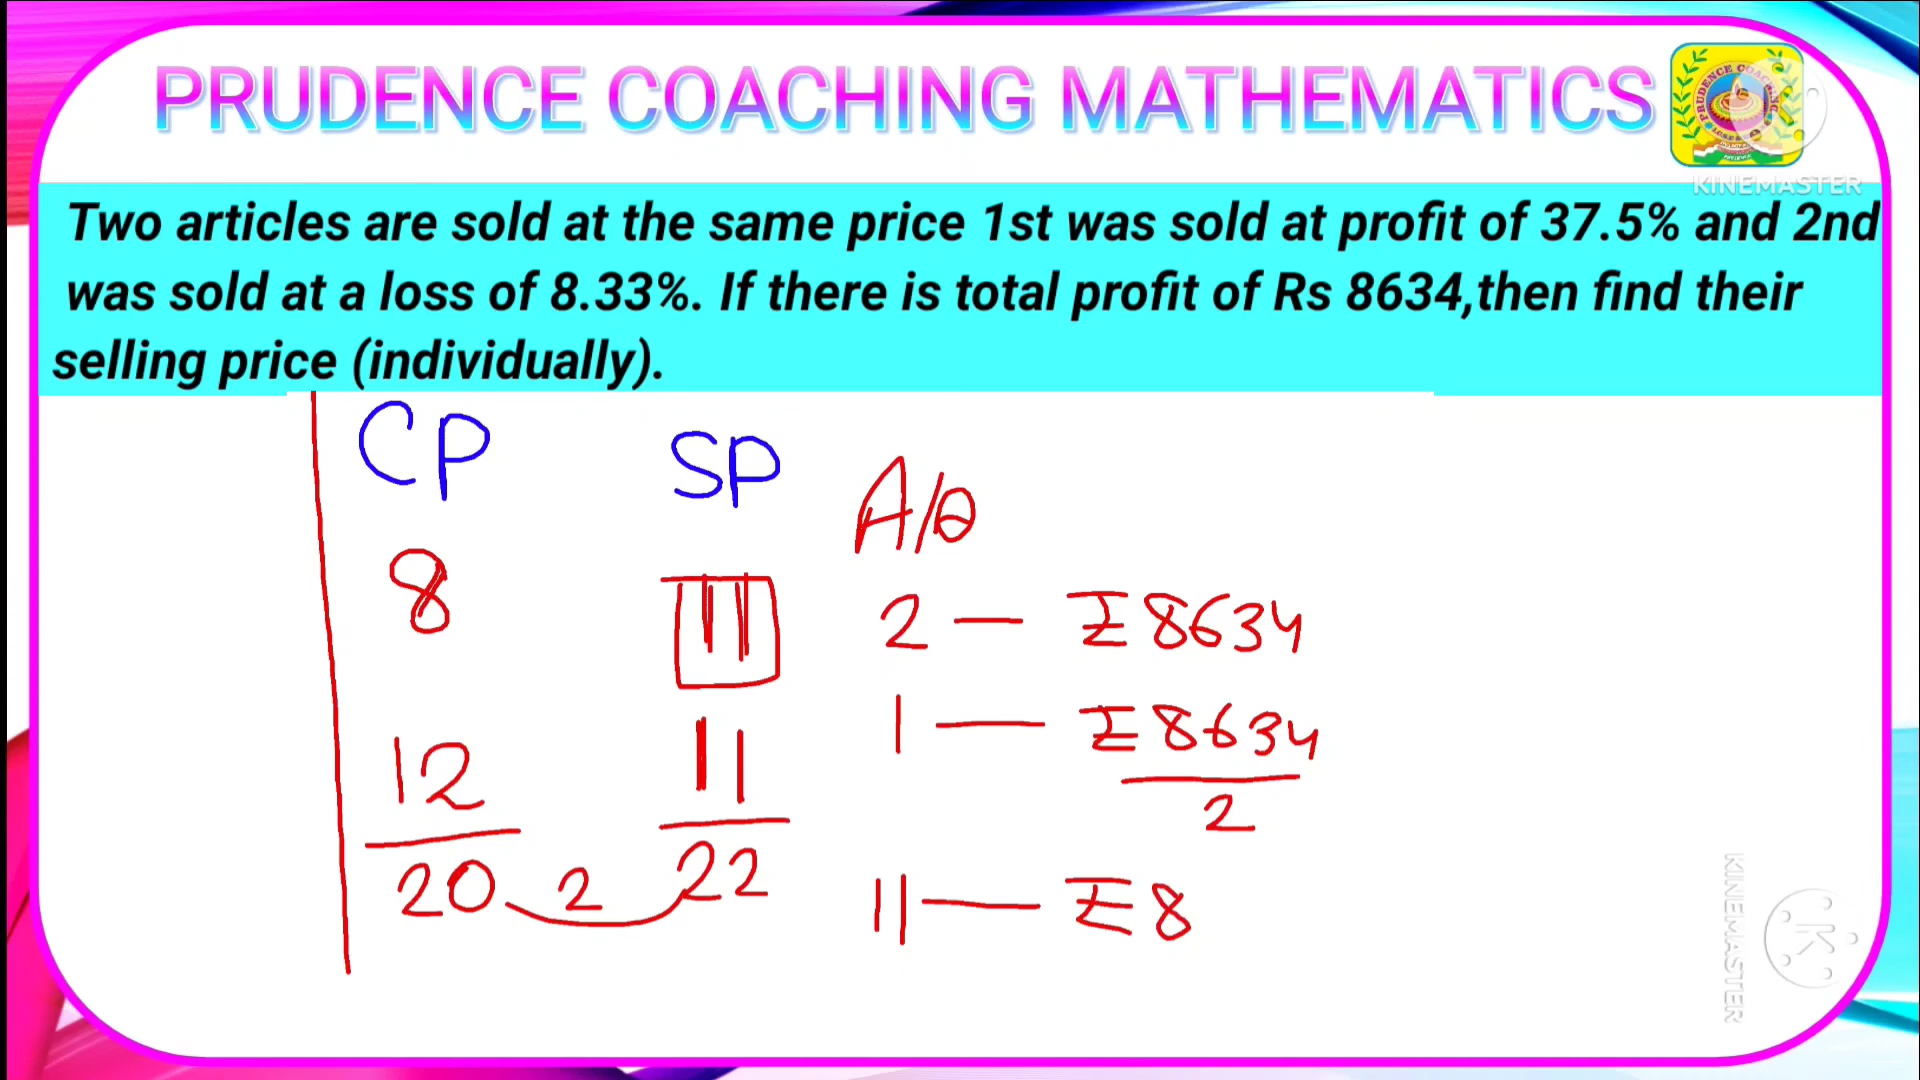 PRUDENCE COACHING MATHEMATICS
PRUDENCE COACHING
KINEMASTER
Two articles are sold at the same price 1st was sold at profit of 37.5% and 2nd
was sold at a loss of 8.33%. If there is total profit of Rs 8634,then find their
selling price (individually).
CP SP A/Q
8 11 2 — ₹8634
12 11 1 — ₹8634/2
20 2 22 11 — ₹8
KINEMASTER